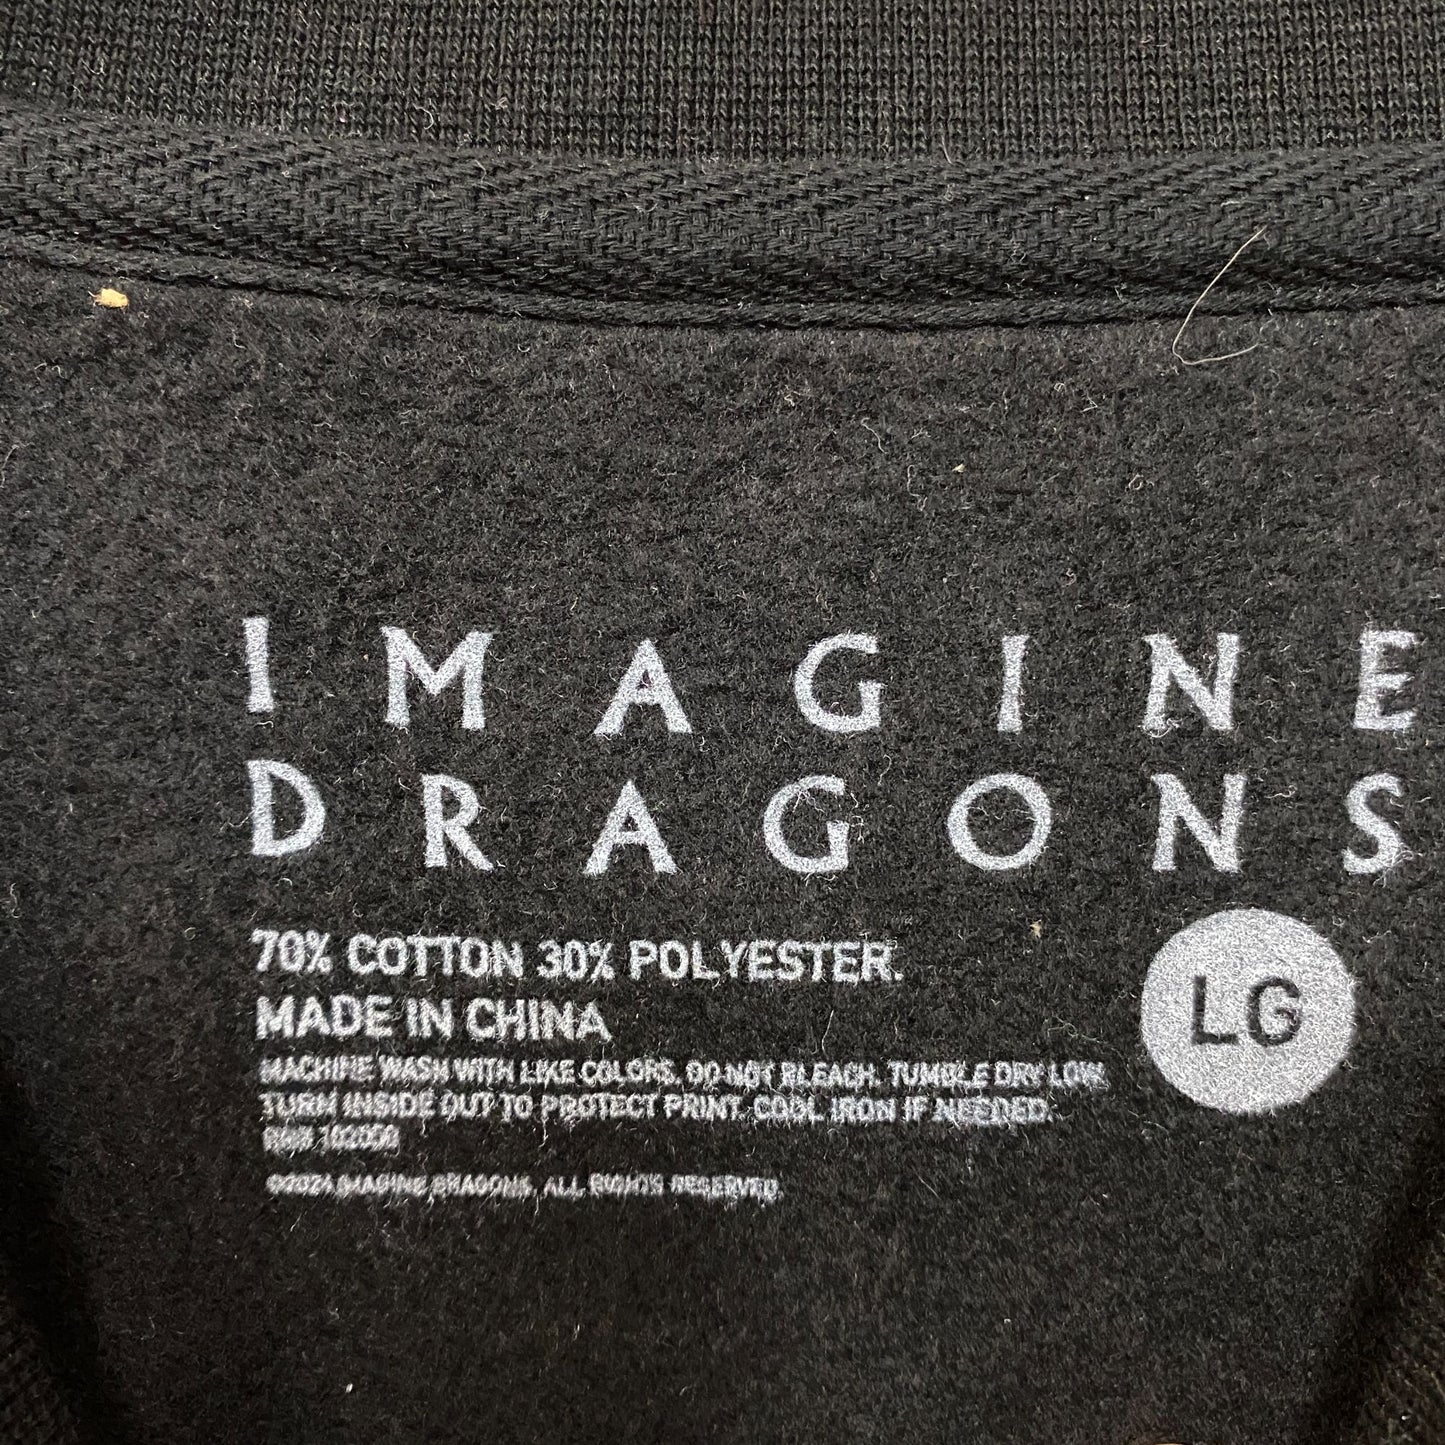 IMAGINE
DRAGONS
70% COTTON 30% POLYESTER.
MADE IN CHINA
LG
MACHINE WASH WITH LIKE COLORS. DO NOT BLEACH. TUMBLE DRY LOW.
TURN INSIDE OUT TO PROTECT PRINT. COOL IRON IF NEEDED.
©2024 IMAGINE DRAGONS, ALL RIGHTS RESERVED.